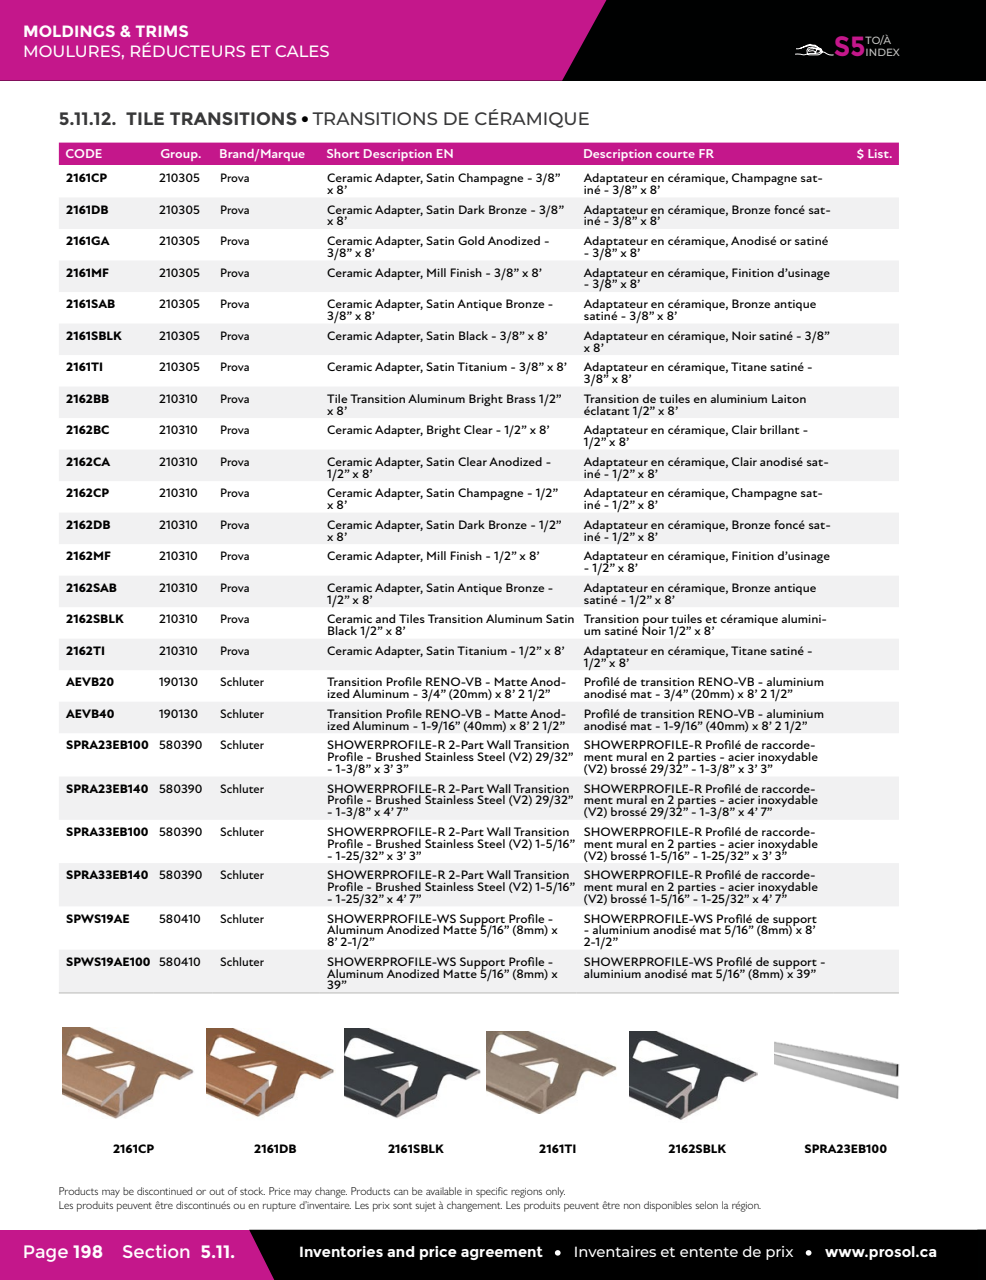 MOLDINGS & TRIMS
MOULURES, RÉDUCTEURS ET CALES
S5 TO/À INDEX
5.11.12. TILE TRANSITIONS • TRANSITIONS DE CÉRAMIQUE
CODE Group. Brand/Marque Short Description EN Description courte FR $ List.
2161CP 210305 Prova Ceramic Adapter, Satin Champagne - 3/8” Adaptateur en céramique, Champagne sat-
x 8’ iné - 3/8” x 8’
2161DB 210305 Prova Ceramic Adapter, Satin Dark Bronze - 3/8” Adaptateur en céramique, Bronze foncé sat-
x 8’ iné - 3/8” x 8’
2161GA 210305 Prova Ceramic Adapter, Satin Gold Anodized - Adaptateur en céramique, Anodisé or satiné
3/8” x 8’ - 3/8” x 8’
2161MF 210305 Prova Ceramic Adapter, Mill Finish - 3/8” x 8’ Adaptateur en céramique, Finition d’usinage
- 3/8” x 8’
2161SAB 210305 Prova Ceramic Adapter, Satin Antique Bronze - Adaptateur en céramique, Bronze antique
3/8” x 8’ satiné - 3/8” x 8’
2161SBLK 210305 Prova Ceramic Adapter, Satin Black - 3/8” x 8’ Adaptateur en céramique, Noir satiné - 3/8”
x 8’
2161TI 210305 Prova Ceramic Adapter, Satin Titanium - 3/8” x 8’ Adaptateur en céramique, Titane satiné -
3/8” x 8’
2162BB 210310 Prova Tile Transition Aluminum Bright Brass 1/2” Transition de tuiles en aluminium Laiton
x 8’ éclatant 1/2” x 8’
2162BC 210310 Prova Ceramic Adapter, Bright Clear - 1/2” x 8’ Adaptateur en céramique, Clair brillant -
1/2” x 8’
2162CA 210310 Prova Ceramic Adapter, Satin Clear Anodized - Adaptateur en céramique, Clair anodisé sat-
1/2” x 8’ iné - 1/2” x 8’
2162CP 210310 Prova Ceramic Adapter, Satin Champagne - 1/2” Adaptateur en céramique, Champagne sat-
x 8’ iné - 1/2” x 8’
2162DB 210310 Prova Ceramic Adapter, Satin Dark Bronze - 1/2” Adaptateur en céramique, Bronze foncé sat-
x 8’ iné - 1/2” x 8’
2162MF 210310 Prova Ceramic Adapter, Mill Finish - 1/2” x 8’ Adaptateur en céramique, Finition d’usinage
- 1/2” x 8’
2162SAB 210310 Prova Ceramic Adapter, Satin Antique Bronze - Adaptateur en céramique, Bronze antique
1/2” x 8’ satiné - 1/2” x 8’
2162SBLK 210310 Prova Ceramic and Tiles Transition Aluminum Satin Transition pour tuiles et céramique alumini-
Black 1/2” x 8’ um satiné Noir 1/2” x 8’
2162TI 210310 Prova Ceramic Adapter, Satin Titanium - 1/2” x 8’ Adaptateur en céramique, Titane satiné -
1/2” x 8’
AEVB20 190130 Schluter Transition Profile RENO-VB - Matte Anod- Profilé de transition RENO-VB - aluminium
ized Aluminum - 3/4” (20mm) x 8’ 2 1/2” anodisé mat - 3/4” (20mm) x 8’ 2 1/2”
AEVB40 190130 Schluter Transition Profile RENO-VB - Matte Anod- Profilé de transition RENO-VB - aluminium
ized Aluminum - 1-9/16” (40mm) x 8’ 2 1/2” anodisé mat - 1-9/16” (40mm) x 8’ 2 1/2”
SPRA23EB100 580390 Schluter SHOWERPROFILE-R 2-Part Wall Transition SHOWERPROFILE-R Profilé de raccorde-
Profile - Brushed Stainless Steel (V2) 29/32” ment mural en 2 parties - acier inoxydable
- 1-3/8” x 3’ 3” (V2) brossé 29/32” - 1-3/8” x 3’ 3”
SPRA23EB140 580390 Schluter SHOWERPROFILE-R 2-Part Wall Transition SHOWERPROFILE-R Profilé de raccorde-
Profile - Brushed Stainless Steel (V2) 29/32” ment mural en 2 parties - acier inoxydable
- 1-3/8” x 4’ 7” (V2) brossé 29/32” - 1-3/8” x 4’ 7”
SPRA33EB100 580390 Schluter SHOWERPROFILE-R 2-Part Wall Transition SHOWERPROFILE-R Profilé de raccorde-
Profile - Brushed Stainless Steel (V2) 1-5/16” ment mural en 2 parties - acier inoxydable
- 1-25/32” x 3’ 3” (V2) brossé 1-5/16” - 1-25/32” x 3’ 3”
SPRA33EB140 580390 Schluter SHOWERPROFILE-R 2-Part Wall Transition SHOWERPROFILE-R Profilé de raccorde-
Profile - Brushed Stainless Steel (V2) 1-5/16” ment mural en 2 parties - acier inoxydable
- 1-25/32” x 4’ 7” (V2) brossé 1-5/16” - 1-25/32” x 4’ 7”
SPWS19AE 580410 Schluter SHOWERPROFILE-WS Support Profile - SHOWERPROFILE-WS Profilé de support
Aluminum Anodized Matte 5/16” (8mm) x - aluminium anodisé mat 5/16” (8mm) x 8’
8’ 2-1/2” 2-1/2”
SPWS19AE100 580410 Schluter SHOWERPROFILE-WS Support Profile - SHOWERPROFILE-WS Profilé de support -
Aluminum Anodized Matte 5/16” (8mm) x aluminium anodisé mat 5/16” (8mm) x 39”
39”
2161CP 2161DB 2161SBLK 2161TI 2162SBLK SPRA23EB100
Products may be discontinued or out of stock. Price may change. Products can be available in specific regions only.
Les produits peuvent être discontinués ou en rupture d’inventaire. Les prix sont sujet à changement. Les produits peuvent être non disponibles selon la région.
Page 198 Section 5.11. Inventories and price agreement • Inventaires et entente de prix • www.prosol.ca